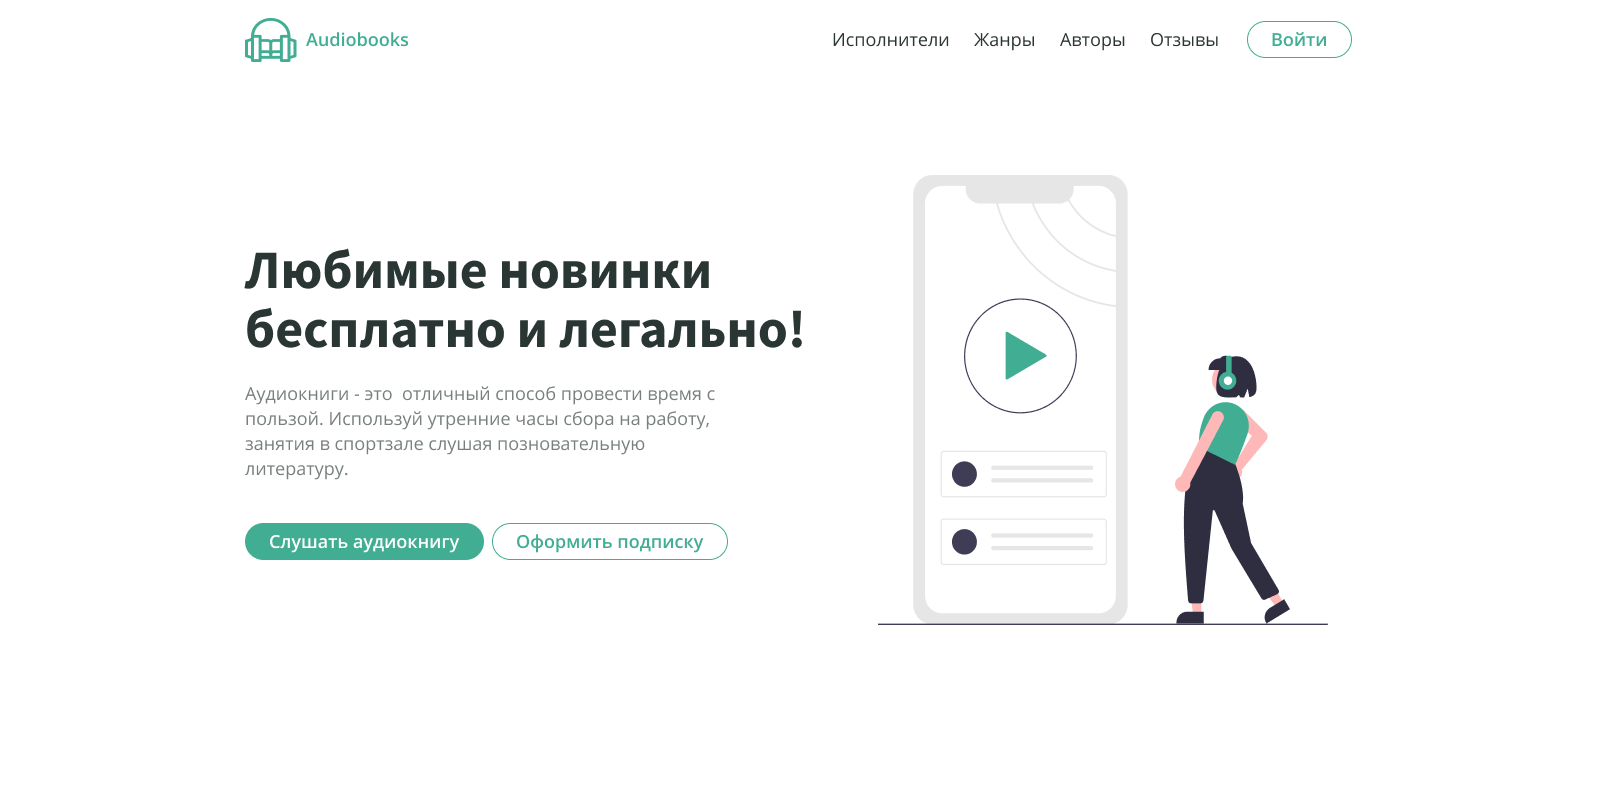 Audiobooks
Исполнители Жанры Авторы Отзывы Войти
Любимые новинки
бесплатно и легально!
Аудиокниги - это  отличный способ провести время с
пользой. Используй утренние часы сбора на работу,
занятия в спортзале слушая позновательную
литературу.
Слушать аудиокнигу Оформить подписку